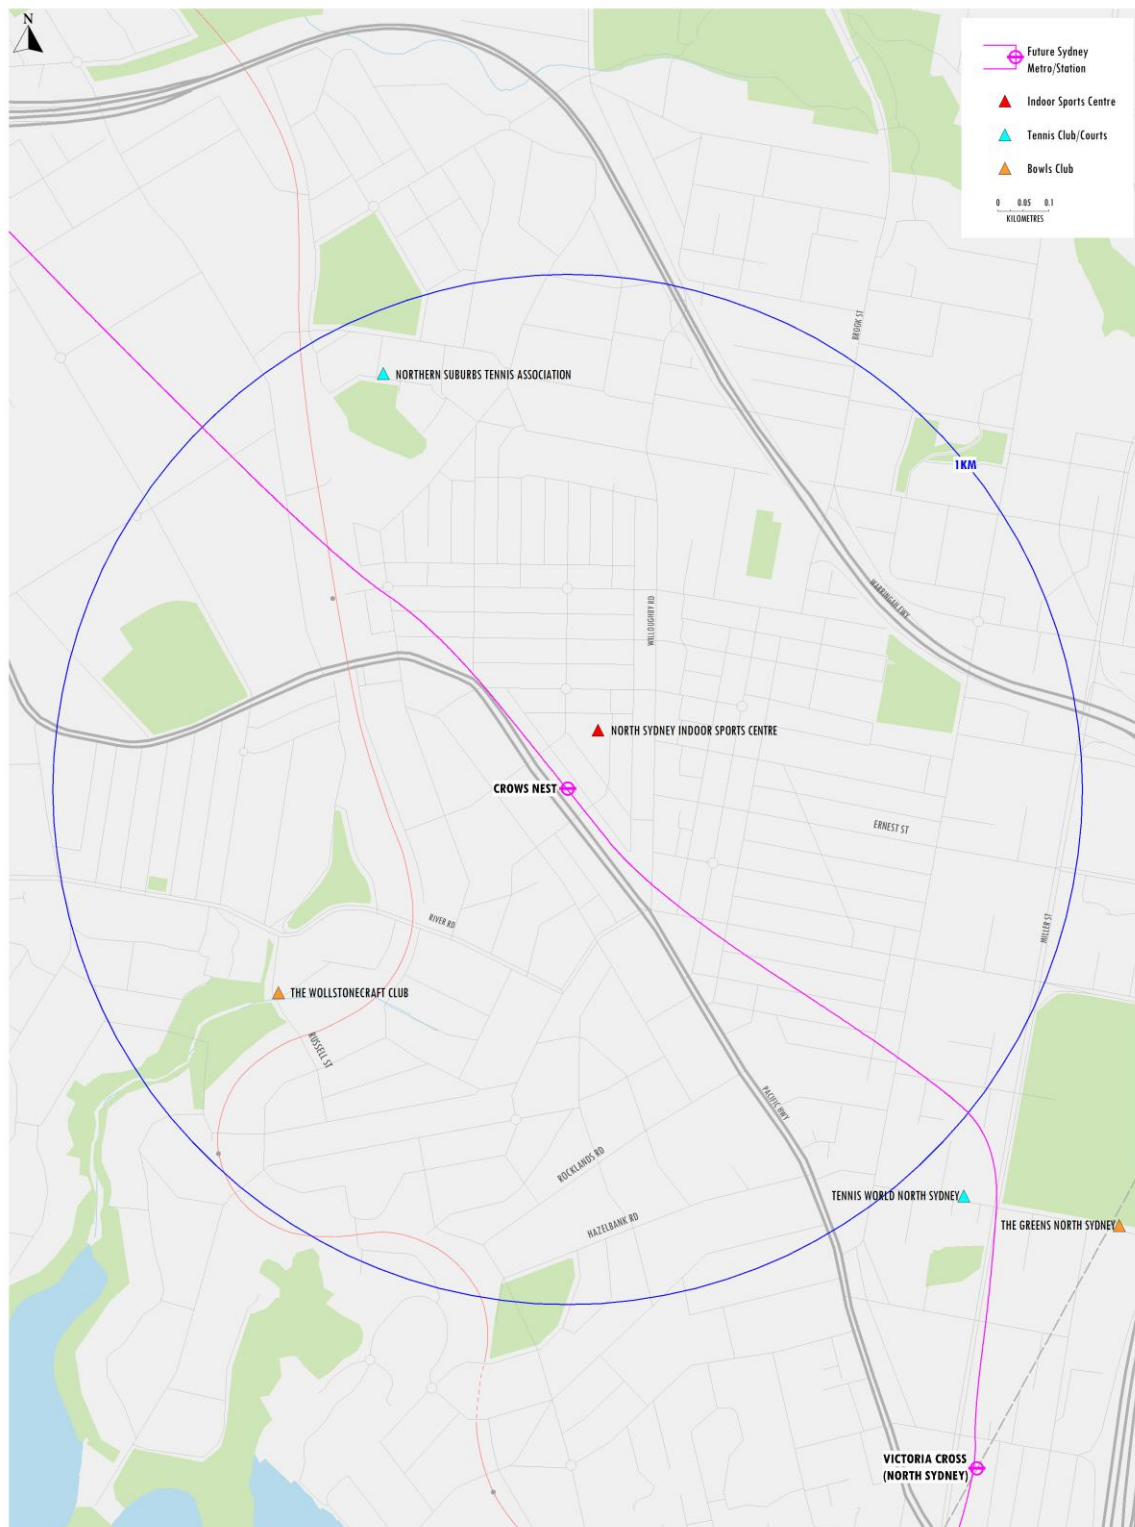 N
Future Sydney
Metro/Station
Indoor Sports Centre
Tennis Club/Courts
Bowls Club
0 0.05 0.1
KILOMETRES
BROOK ST
NORTHERN SUBURBS TENNIS ASSOCIATION
1KM
WARRINGAH FWY
WILLOUGHBY RD
NORTH SYDNEY INDOOR SPORTS CENTRE
CROWS NEST
ERNEST ST
RIVER RD
MILLER ST
THE WOLLSTONECRAFT CLUB
RUSSELL ST
PACIFIC HWY
ROCKLANDS RD
TENNIS WORLD NORTH SYDNEY
HAZELBANK RD
THE GREENS NORTH SYDNEY
VICTORIA CROSS
(NORTH SYDNEY)